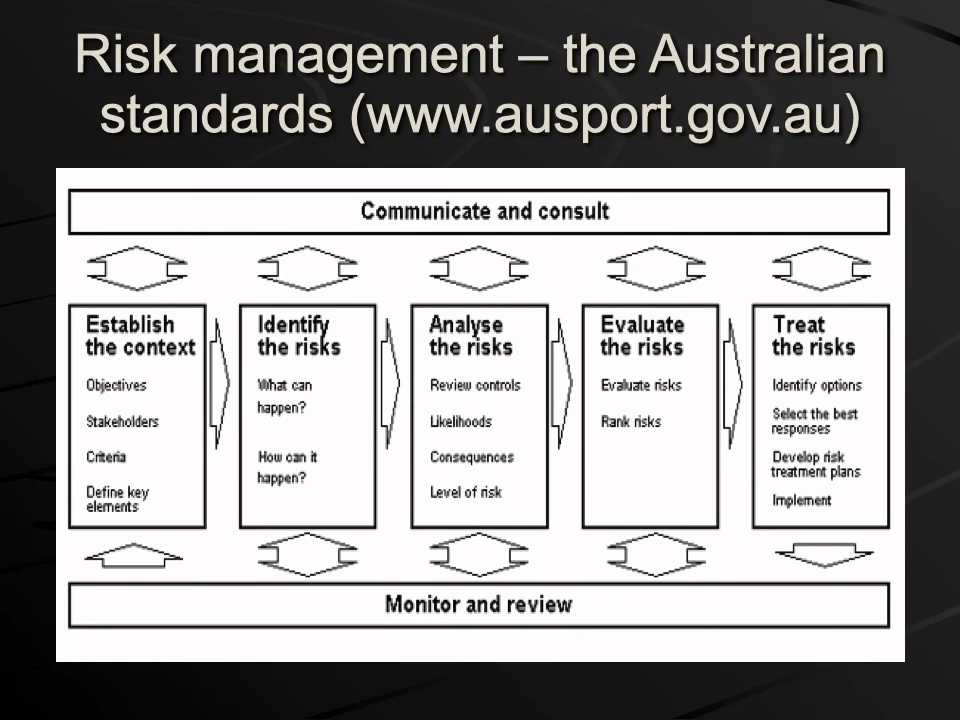 Risk management – the Australian
standards (www.ausport.gov.au)
Communicate and consult
Establish
the context
Objectives
Stakeholders
Criteria
Define key
elements
Identify
the risks
What can
happen?
How can it
happen?
Analyse
the risks
Review controls
Likelihoods
Consequences
Level of risk
Evaluate
the risks
Evaluate risks
Rank risks
Treat
the risks
Identify options
Select the best
responses
Develop risk
treatment plans
Implement
Monitor and review